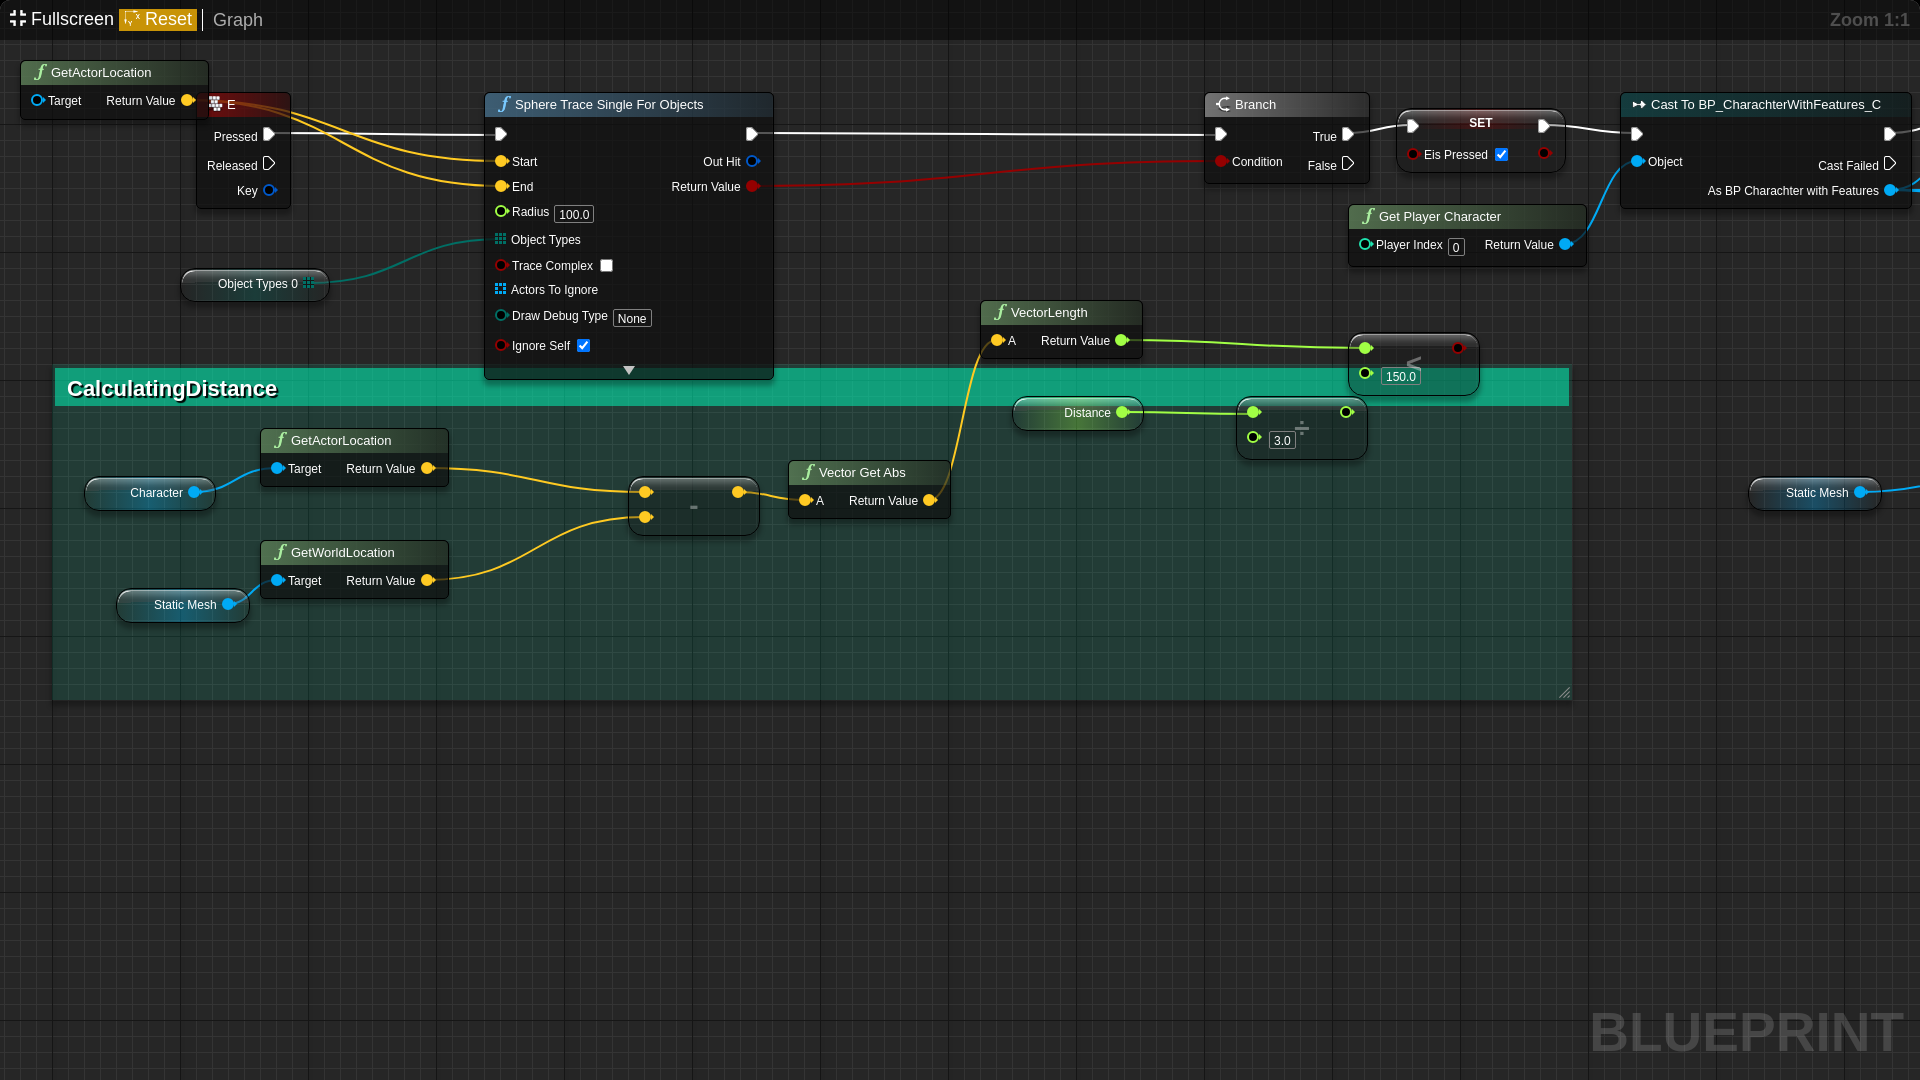 Fullscreen Reset Graph
Zoom 1:1
GetActorLocation
Target Return Value
E
Pressed
Released
Key
Object Types 0
Sphere Trace Single For Objects
Start Out Hit
End Return Value
Radius 100.0
Object Types
Trace Complex
Actors To Ignore
Draw Debug Type None
Ignore Self
Branch
True
Condition False
SET
Eis Pressed
Cast To BP_CharachterWithFeatures_C
Object
Cast Failed
As BP Charachter with Features
Get Player Character
Player Index 0 Return Value
VectorLength
A Return Value
<
150.0
CalculatingDistance
Distance
÷
3.0
GetActorLocation
Target Return Value
Character
-
Vector Get Abs
A Return Value
Static Mesh
GetWorldLocation
Target Return Value
Static Mesh
BLUEPRINT